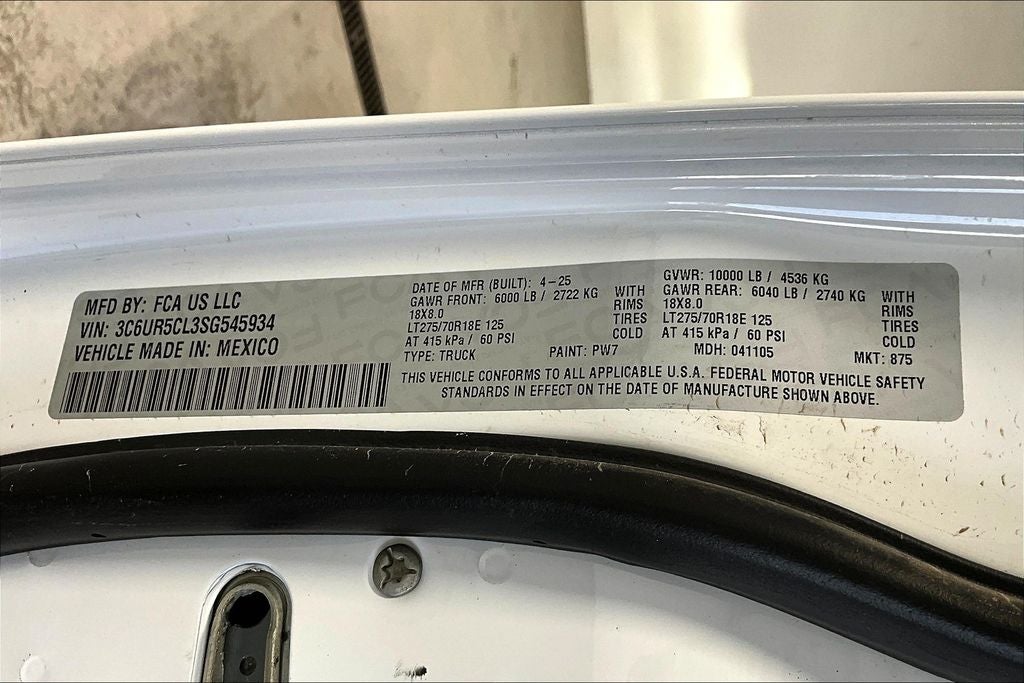 MFD BY: FCA US LLC
VIN: 3C6UR5CL3SG545934
VEHICLE MADE IN: MEXICO
DATE OF MFR (BUILT): 4-25
GAWR FRONT: 6000 LB / 2722 KG WITH
18X8.0 RIMS
LT275/70R18E 125 TIRES
AT 415 kPa / 60 PSI COLD
TYPE: TRUCK PAINT: PW7
GVWR: 10000 LB / 4536 KG
GAWR REAR: 6040 LB / 2740 KG WITH
18X8.0 RIMS
LT275/70R18E 125 TIRES
AT 415 kPa / 60 PSI COLD
MDH: 041105 MKT: 875
THIS VEHICLE CONFORMS TO ALL APPLICABLE U.S.A. FEDERAL MOTOR VEHICLE SAFETY
STANDARDS IN EFFECT ON THE DATE OF MANUFACTURE SHOWN ABOVE.